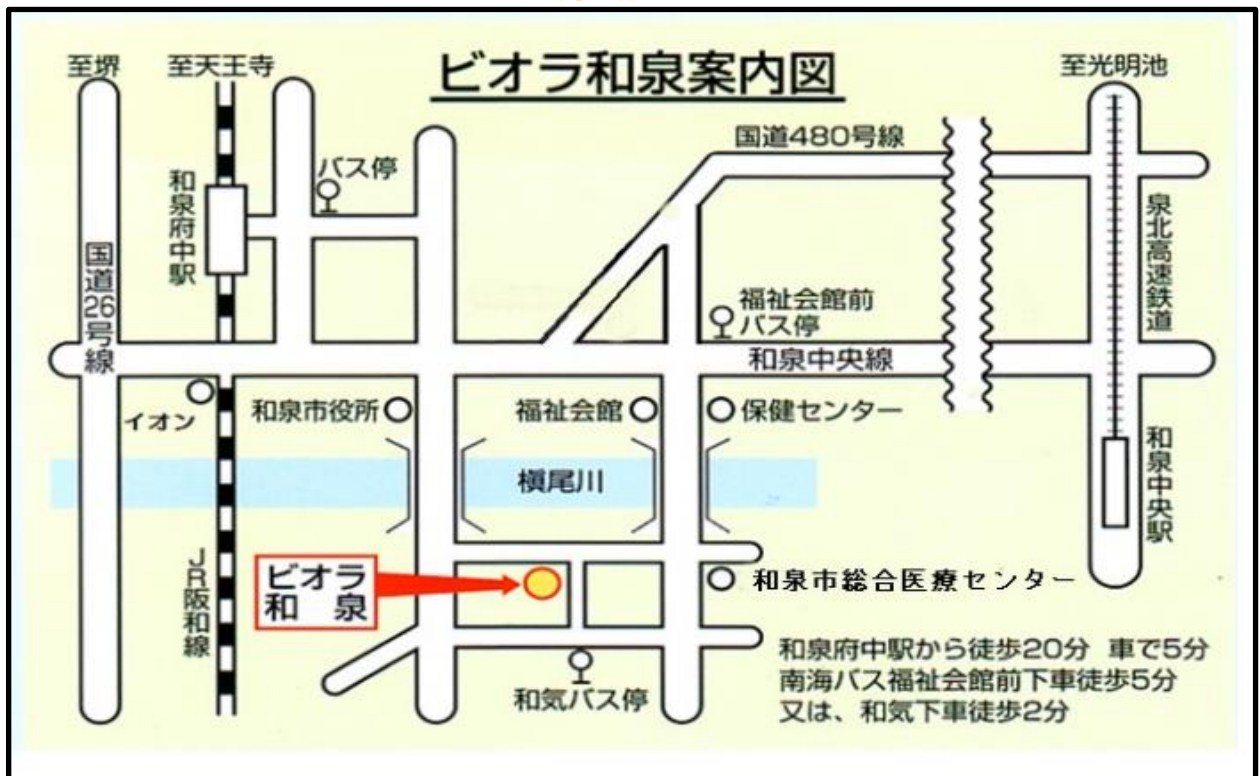 ビオラ和泉案内図
至堺
至天王寺
至光明池
国道480号線
バス停
和泉府中駅
国道26号線
泉北高速鉄道
福祉会館前
バス停
和泉中央線
イオン
和泉市役所
福祉会館
保健センター
槇尾川
和泉中央駅
JR阪和線
ビオラ
和泉
和泉市総合医療センター
和気バス停
和泉府中駅から徒歩20分 車で5分
南海バス福祉会館前下車徒歩5分
又は、和気下車徒歩2分